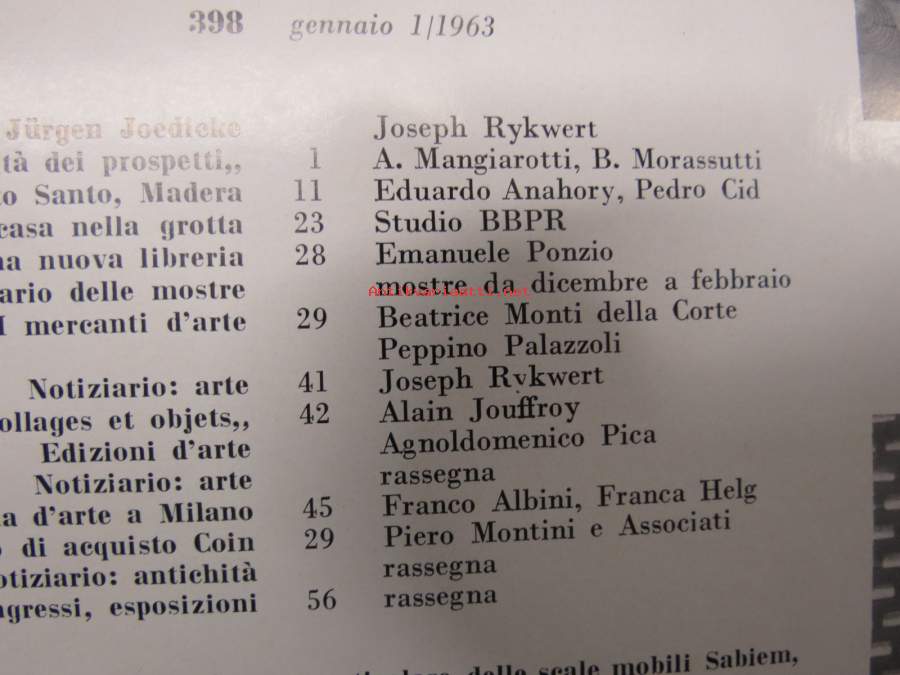 398 gennaio 1/1963
Jürgen Joedicke Joseph Rykwert
tà dei prospetti,, 1 A. Mangiarotti, B. Morassutti
to Santo, Madera 11 Eduardo Anahory, Pedro Cid
casa nella grotta 23 Studio BBPR
na nuova libreria 28 Emanuele Ponzio
ario delle mostre mostre da dicembre a febbraio
I mercanti d'arte 29 Beatrice Monti della Corte
Peppino Palazzoli
Notiziario: arte 41 Joseph Rykwert
ollages et objets,, 42 Alain Jouffroy
Edizioni d'arte Agnoldomenico Pica
Notiziario: arte rassegna
a d'arte a Milano 45 Franco Albini, Franca Helg
o di acquisto Coin 29 Piero Montini e Associati
otiziario: antichità rassegna
ngressi, esposizioni 56 rassegna
delle scale mobili Sabiem,